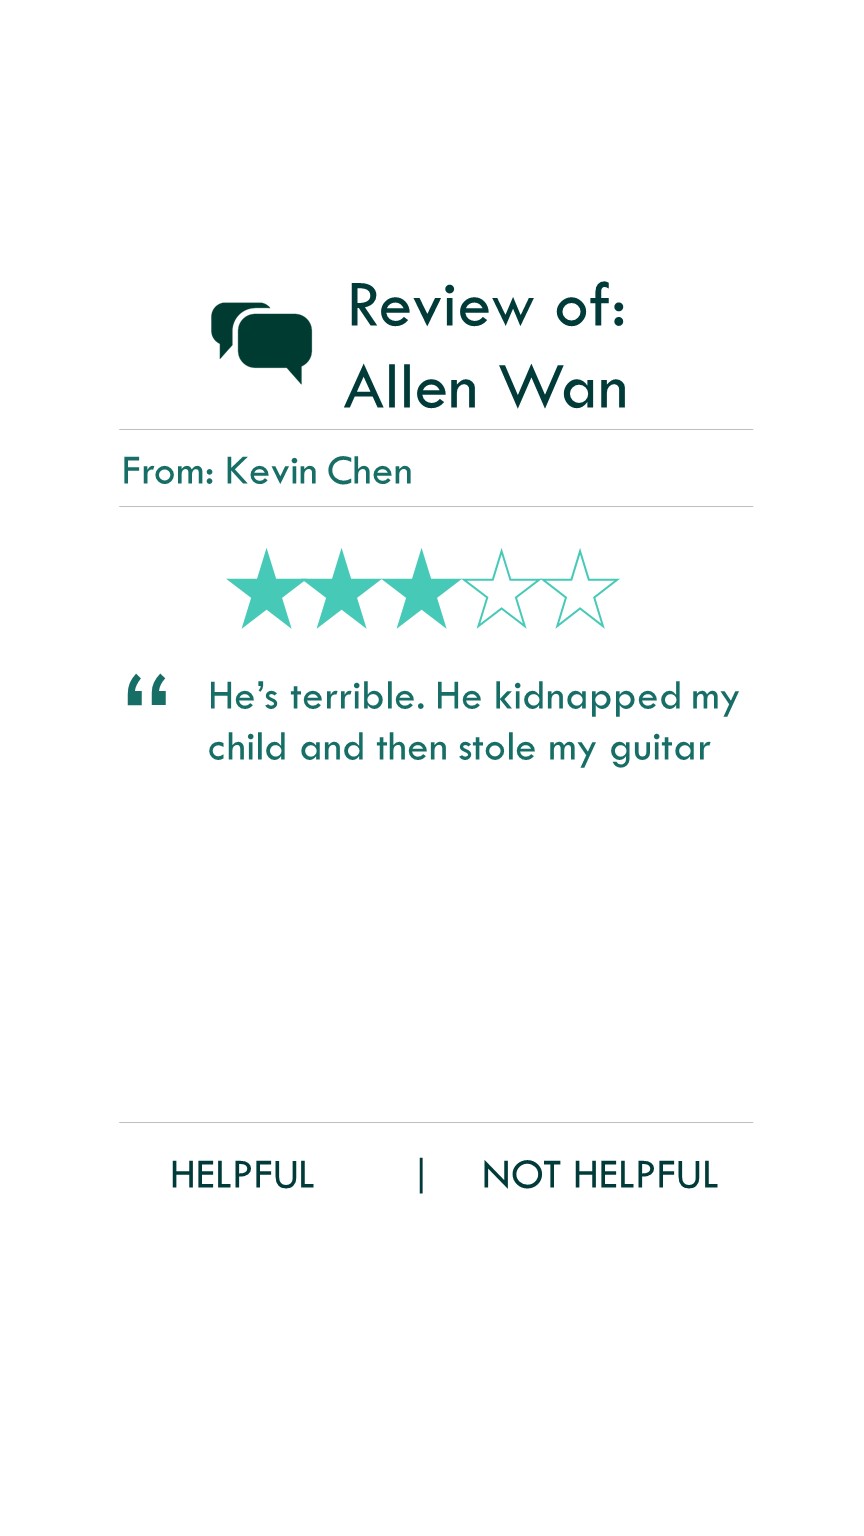 Review of:
Allen Wan
From: Kevin Chen
“ He’s terrible. He kidnapped my
child and then stole my guitar
HELPFUL | NOT HELPFUL